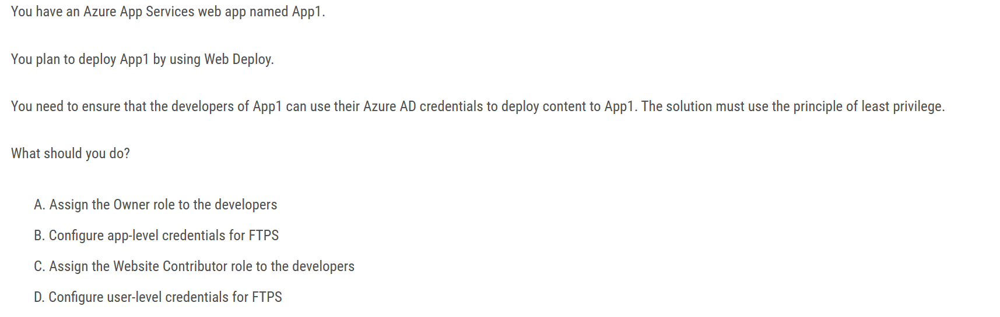 You have an Azure App Services web app named App1.
You plan to deploy App1 by using Web Deploy.
You need to ensure that the developers of App1 can use their Azure AD credentials to deploy content to App1. The solution must use the principle of least privilege.
What should you do?
A. Assign the Owner role to the developers
B. Configure app-level credentials for FTPS
C. Assign the Website Contributor role to the developers
D. Configure user-level credentials for FTPS